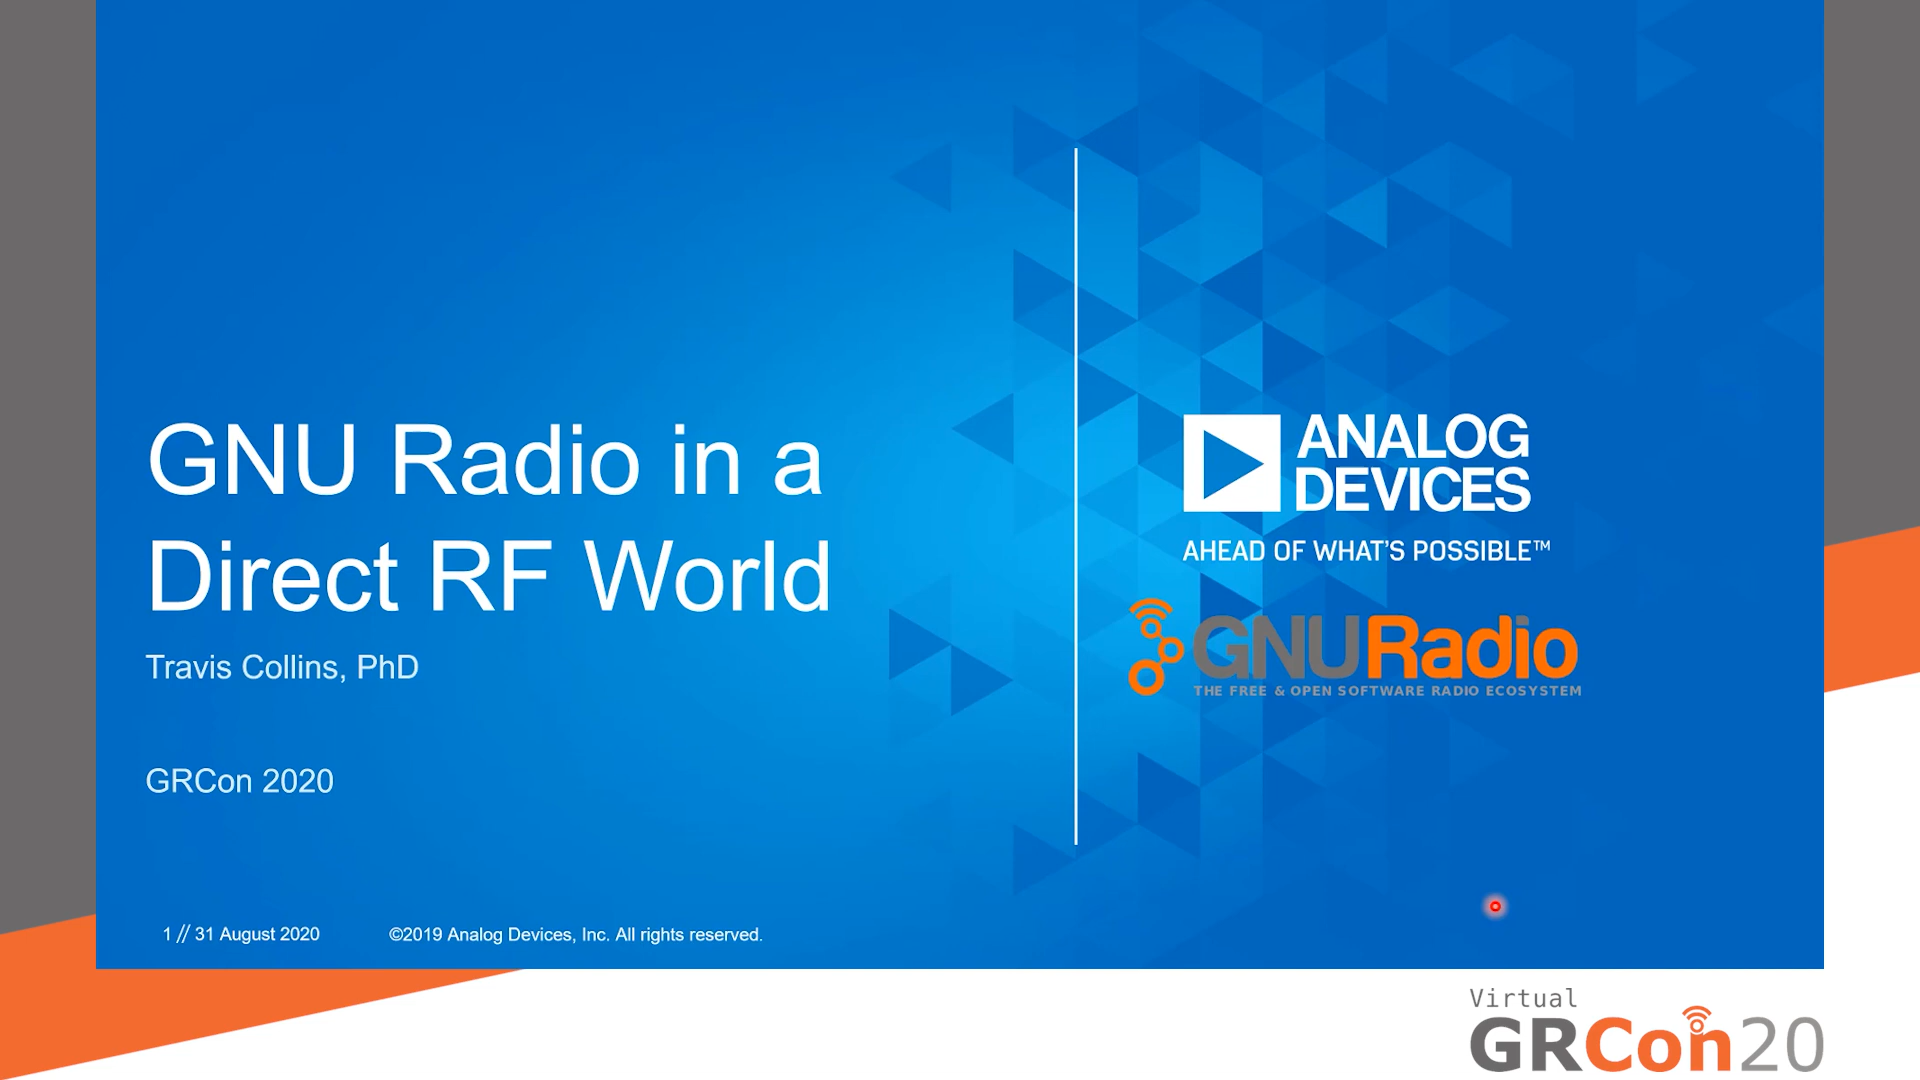 GNU Radio in a
Direct RF World
Travis Collins, PhD
GRCon 2020
ANALOG
DEVICES
AHEAD OF WHAT'S POSSIBLE™
GNURadio
THE FREE & OPEN SOFTWARE RADIO ECOSYSTEM
1 // 31 August 2020 ©2019 Analog Devices, Inc. All rights reserved.
Virtual
GRCon20